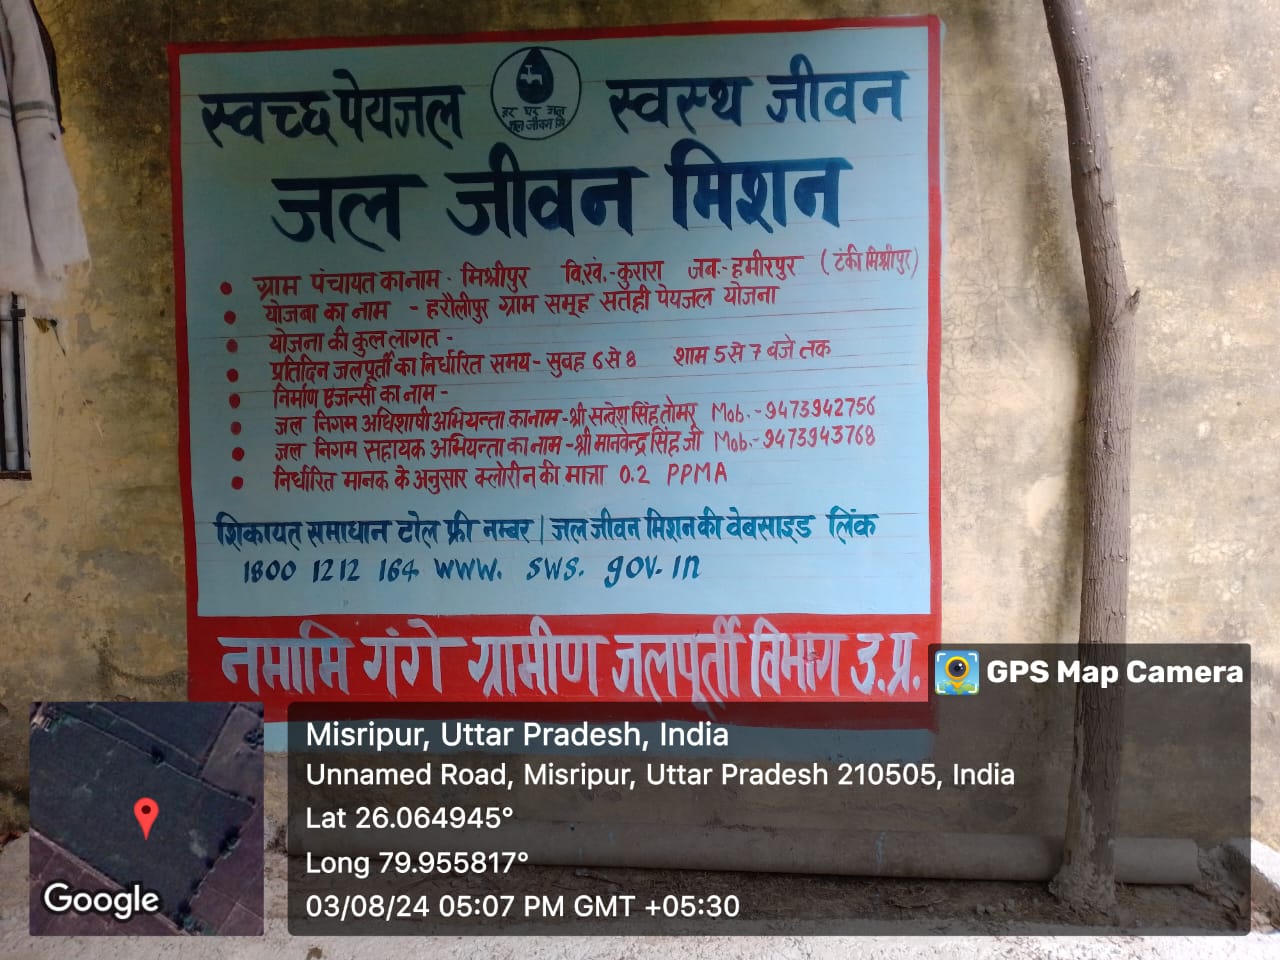 स्वच्छ पेयजल स्वस्थ जीवन
हर घर जल
जल जीवन मिशन
• ग्राम पंचायत का नाम - मिश्रीपुर वि.खं.-कुरारा जन.-हमीरपुर (टंकी मिश्रीपुर)
• योजना का नाम - हरौलीपुर ग्राम समूह सतही पेयजल योजना
• योजना की कुल लागत -
• प्रतिदिन जलपूर्ती का निर्धारित समय - सुबह 6 से 8 शाम 5 से 7 बजे तक
• निर्माण एजन्सी का नाम -
• जल निगम अधिशाषी अभियन्ता का नाम - श्री सन्तेश सिंह तोमर Mob.- 9473942756
• जल निगम सहायक अभियन्ता का नाम - श्री मानवेन्द्र सिंह जी Mob.- 9473943768
• निर्धारित मानक के अनुसार क्लोरीन की मात्रा 0.2 PPMA
शिकायत समाधान टोल फ्री नम्बर | जल जीवन मिशन की वेबसाइड लिंक
1800 1212 164 www. sws. gov. in
नमामि गंगे ग्रामीण जलपूर्ती विभाग उ.प्र.
GPS Map Camera
Misripur, Uttar Pradesh, India
Unnamed Road, Misripur, Uttar Pradesh 210505, India
Lat 26.064945°
Long 79.955817°
03/08/24 05:07 PM GMT +05:30
Google